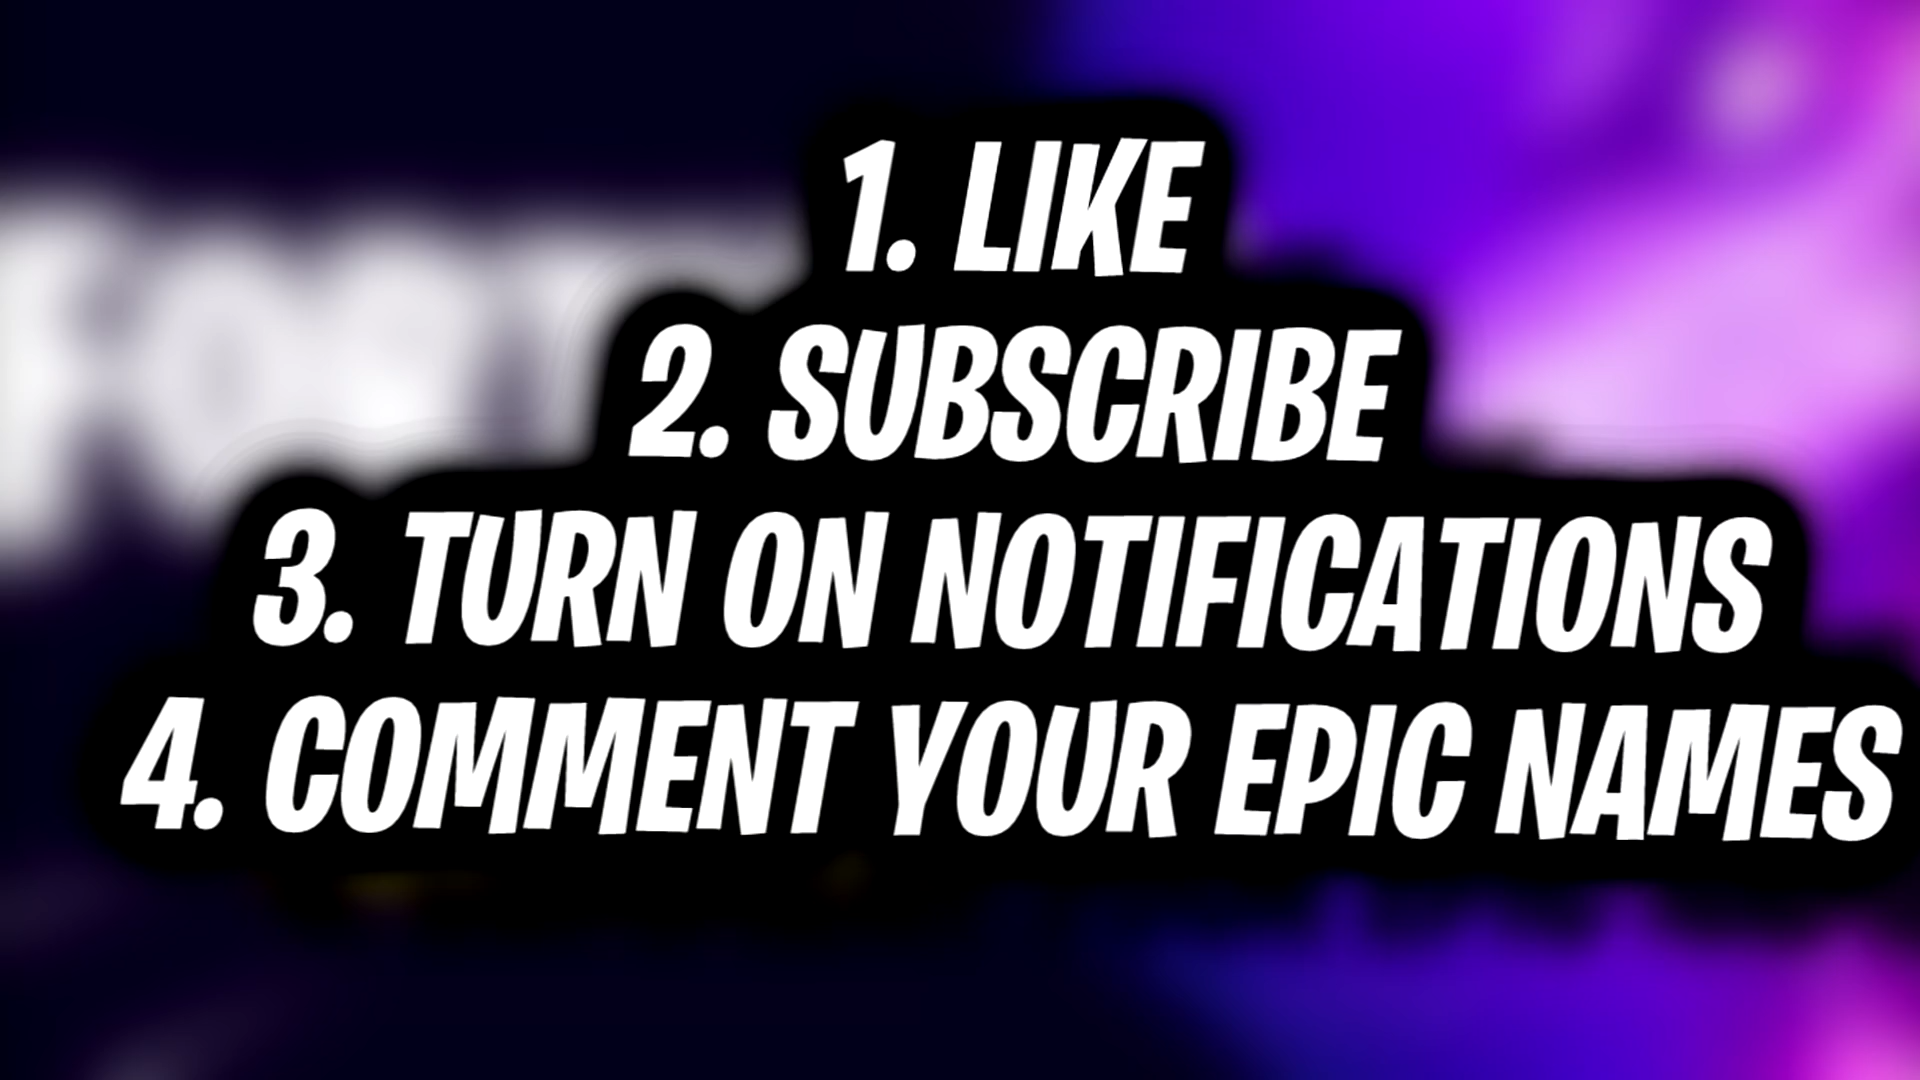 1. LIKE
2. SUBSCRIBE
3. TURN ON NOTIFICATIONS
4. COMMENT YOUR EPIC NAMES